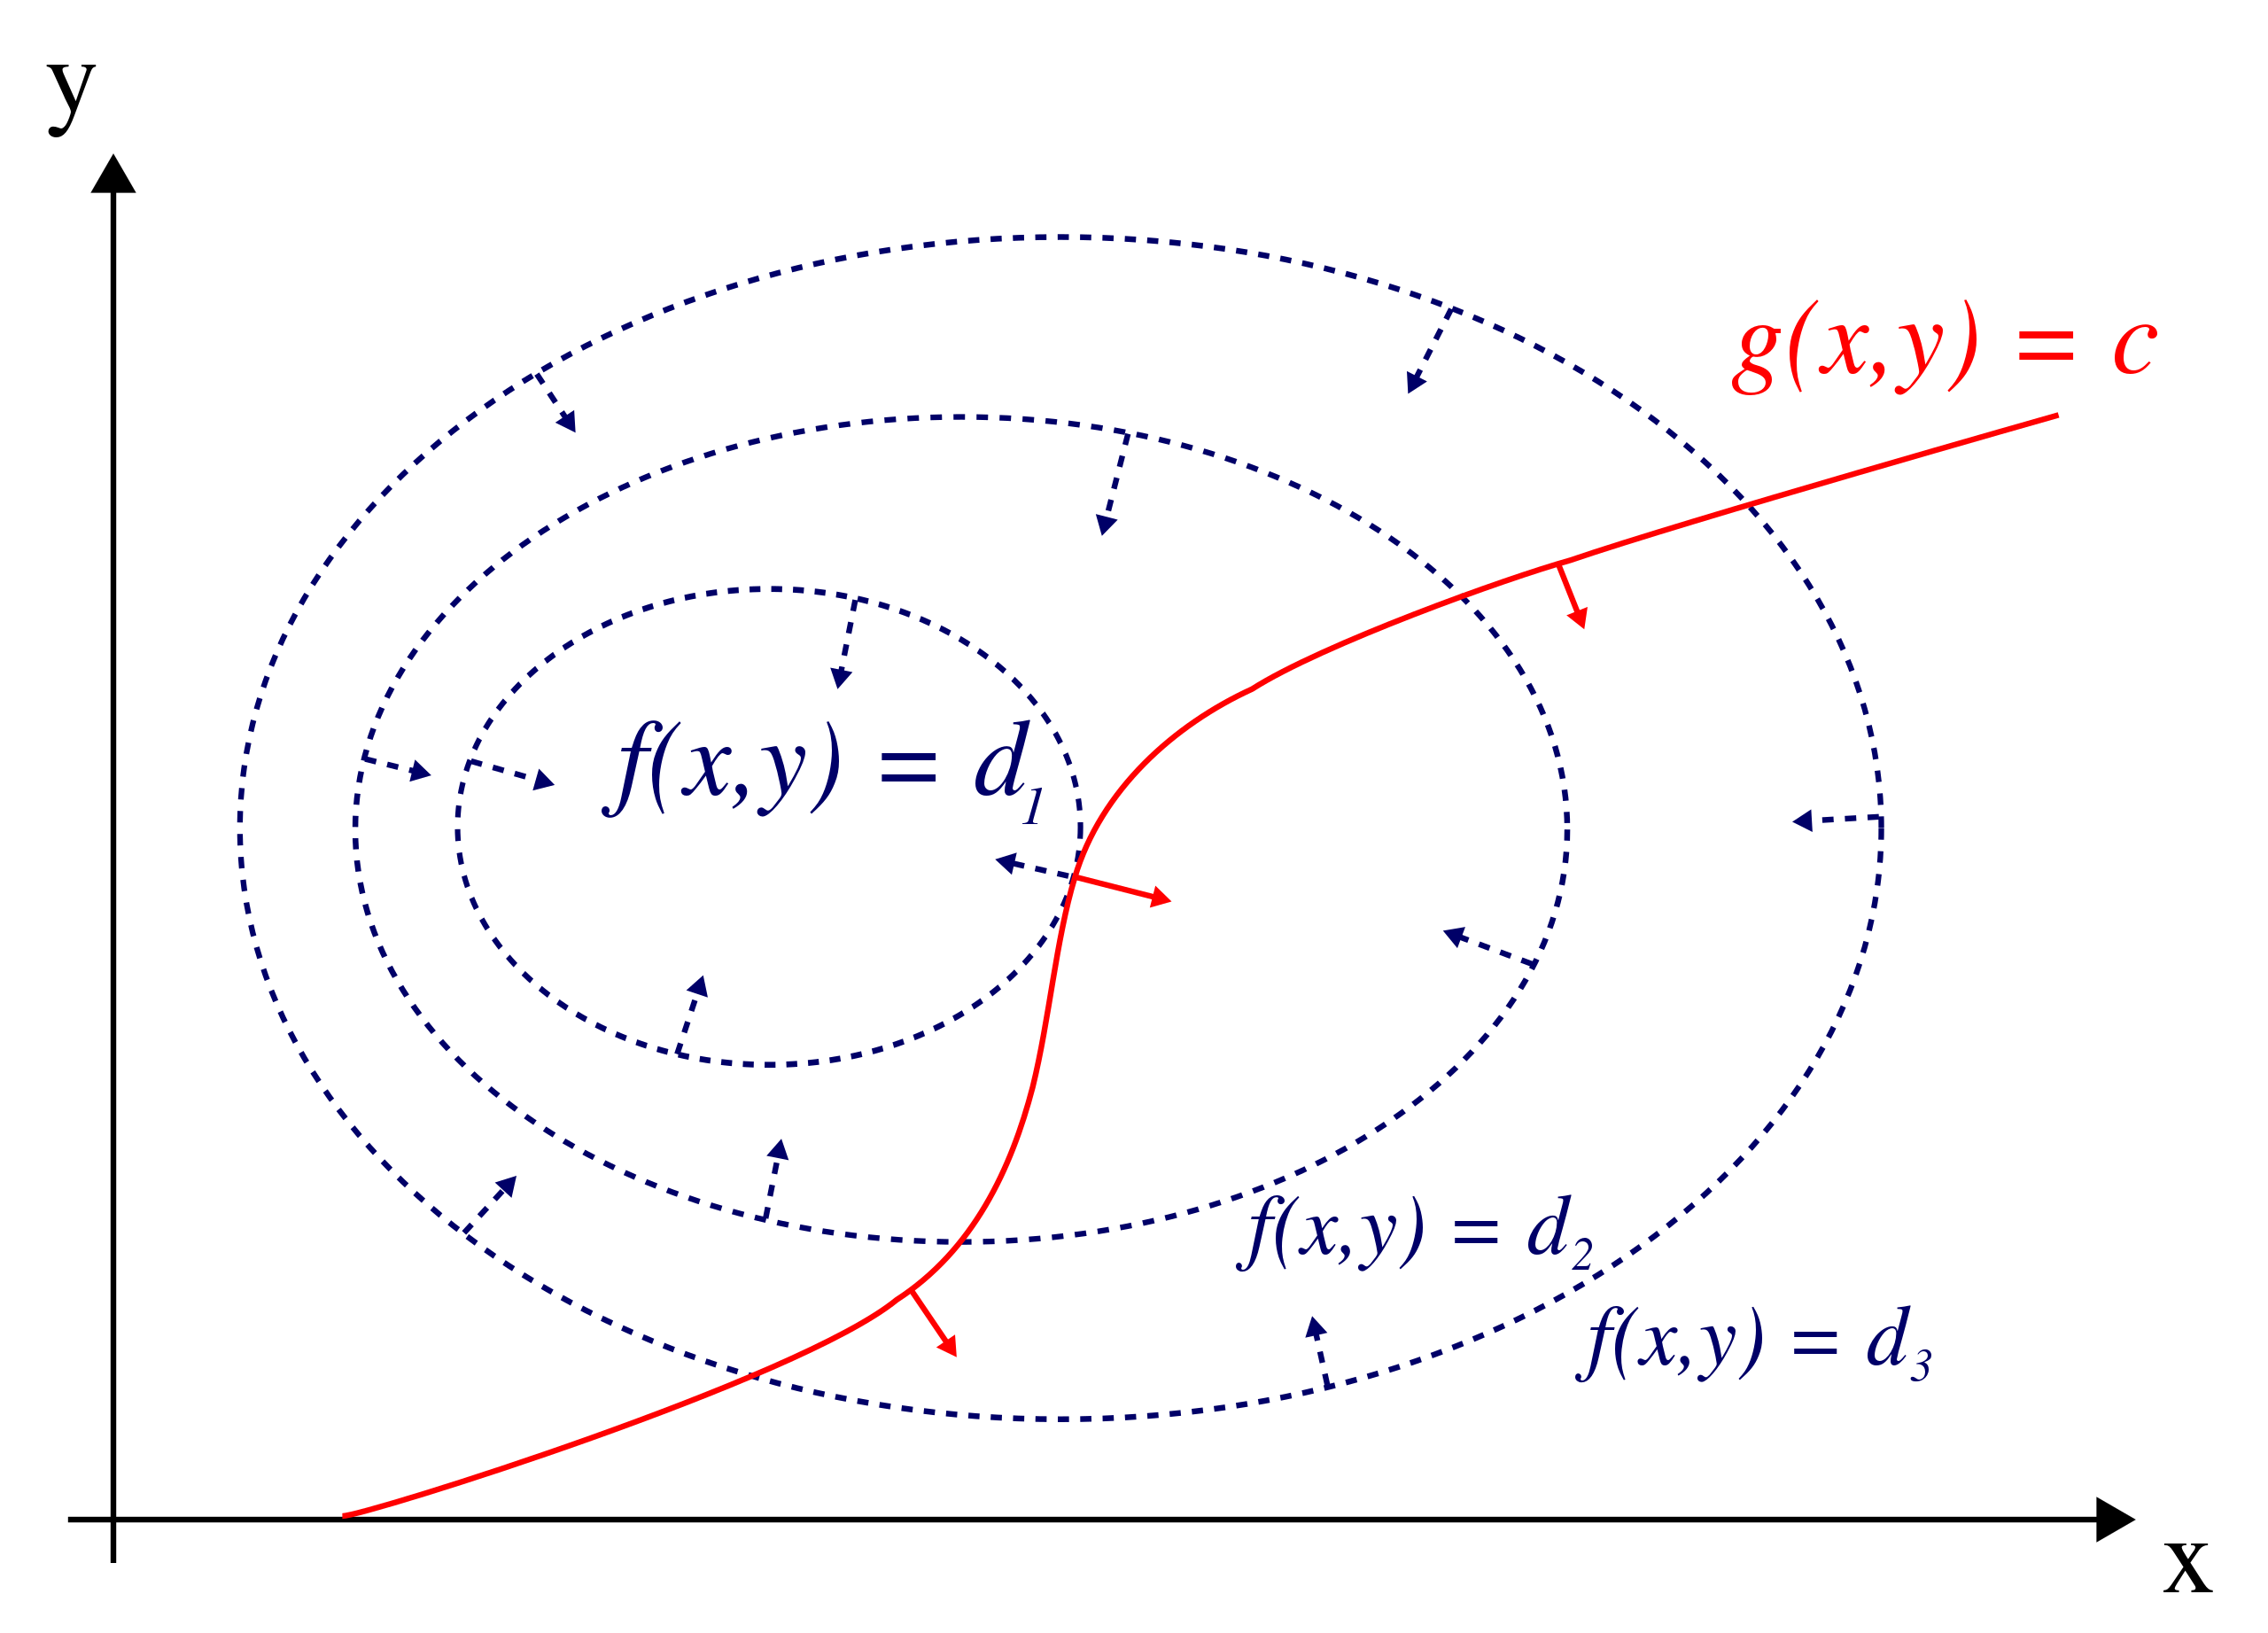 y
g(x,y) = c
f(x,y) = d₁
f(x,y) = d₂
f(x,y) = d₃
x